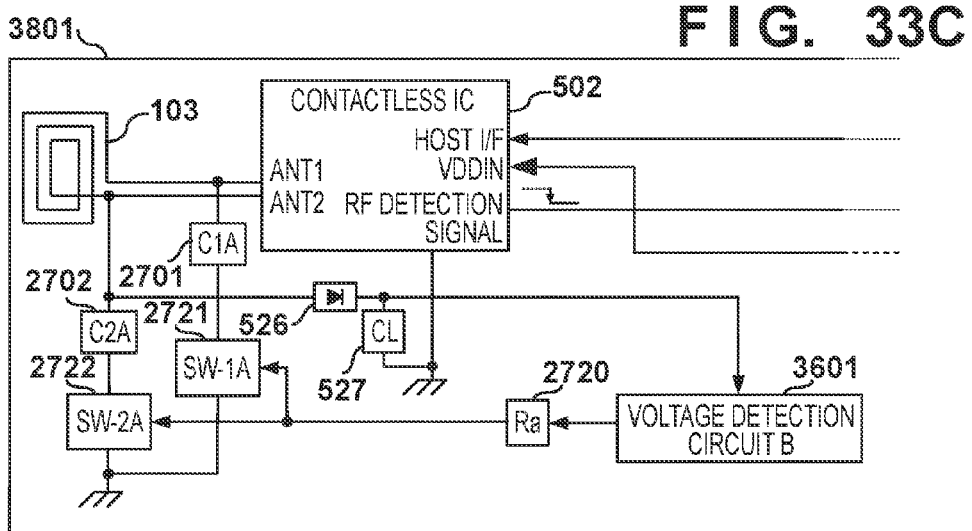 FIG. 33C
3801
103
CONTACTLESS IC
502
HOST I/F
VDDIN
ANT1
ANT2
RF DETECTION
SIGNAL
C1A
2701
2702
C2A
2721
526
CL
527
2722
SW-1A
SW-2A
2720
Ra
3601
VOLTAGE DETECTION
CIRCUIT B